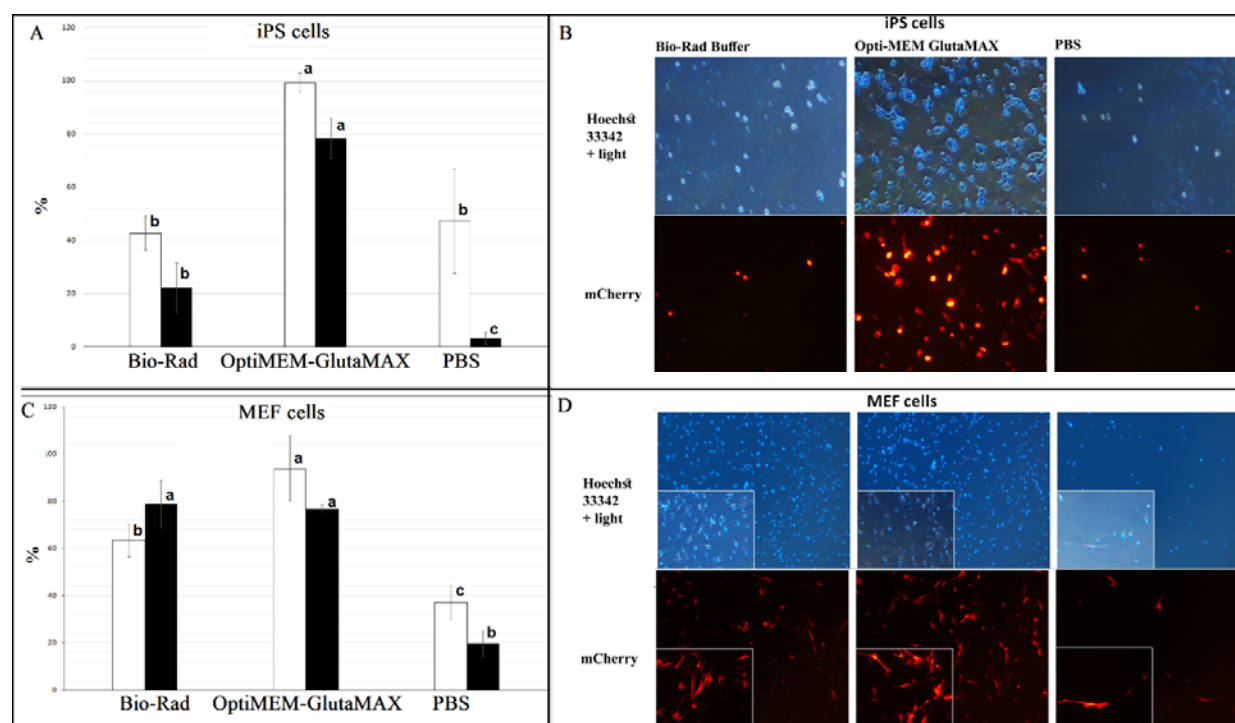 A
iPS cells
120
100
80
60
40
20
0
%
b
b
a
a
b
c
Bio-Rad
OptiMEM-GlutaMAX
PBS
B
iPS cells
Bio-Rad Buffer
Opti-MEM GlutaMAX
PBS
Hoechst
33342
+ light
mCherry
C
MEF cells
120
100
80
60
40
20
0
%
b
a
a
a
c
b
Bio-Rad
OptiMEM-GlutaMAX
PBS
D
MEF cells
Hoechst
33342
+ light
mCherry